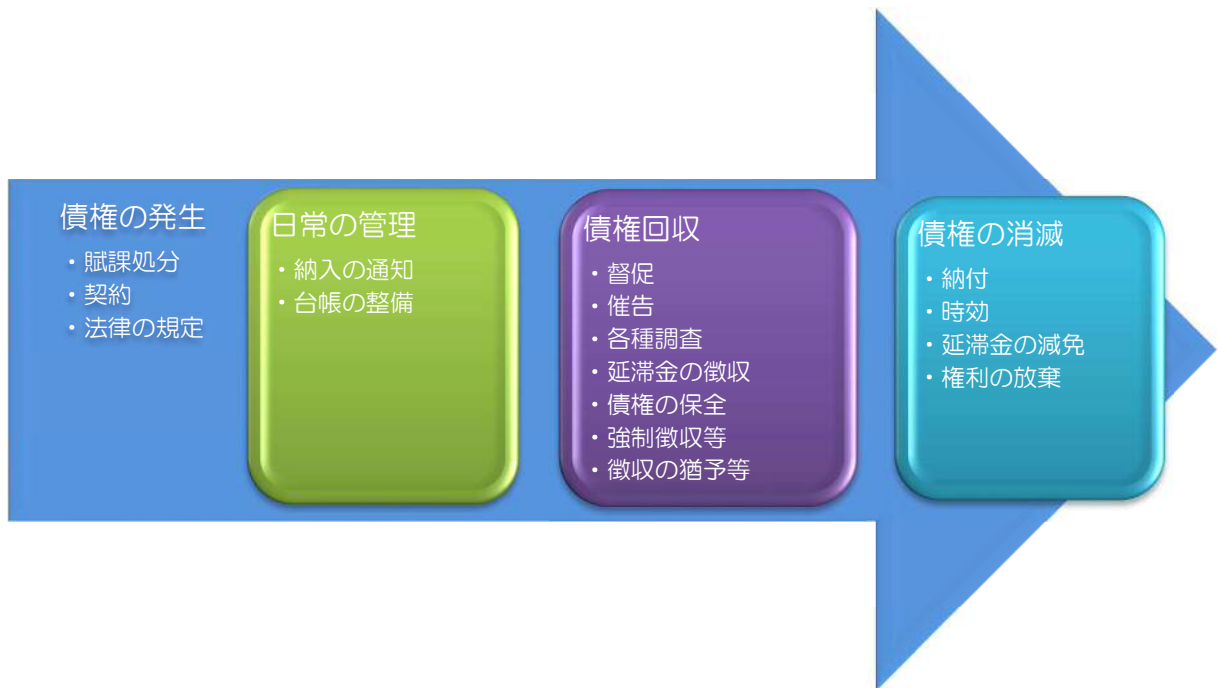 債権の発生
・賦課処分
・契約
・法律の規定
日常の管理
・納入の通知
・台帳の整備
債権回収
・督促
・催告
・各種調査
・延滞金の徴収
・債権の保全
・強制徴収等
・徴収の猶予等
債権の消滅
・納付
・時効
・延滞金の減免
・権利の放棄